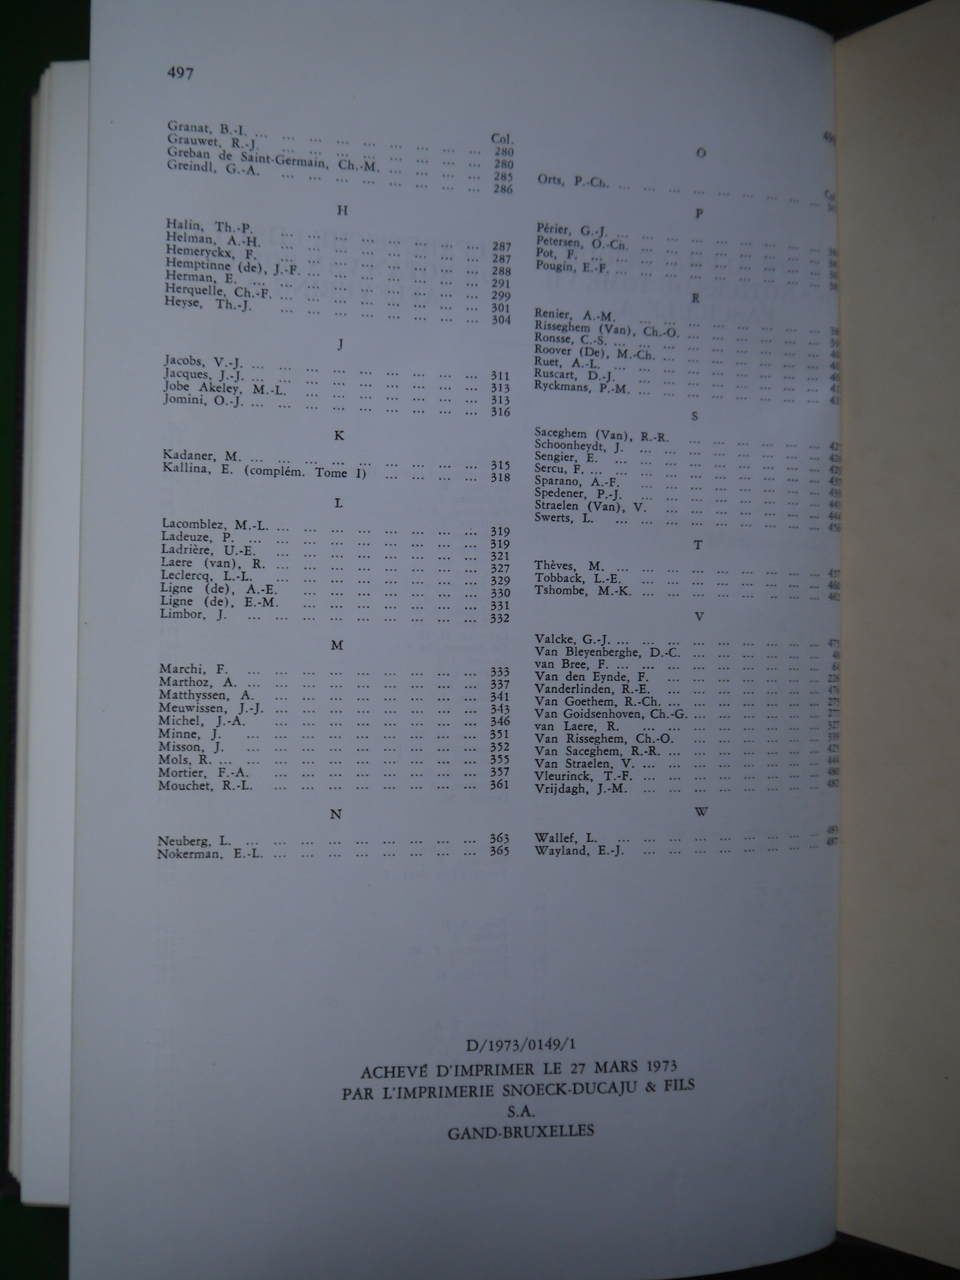 497
Col.
Granat, B.-I. ... ... ... ... ... ... ... ... ... 280
Grauwet, R.-J. ... ... ... ... ... ... ... ... 280
Greban de Saint-Germain, Ch.-M. ... ... ... ... 285
Greindl, G.-A. ... ... ... ... ... ... ... ... 286
H
Halin, Th.-P. ... ... ... ... ... ... ... ... 287
Helman, A.-H. ... ... ... ... ... ... ... ... 287
Hemeryckx, F. ... ... ... ... ... ... ... ... 288
Hemptinne (de), J.-F. ... ... ... ... ... ... ... 291
Herman, E. ... ... ... ... ... ... ... ... 299
Herquelle, Ch.-F. ... ... ... ... ... ... ... ... 301
Heyse, Th.-J. ... ... ... ... ... ... ... ... 304
J
Jacobs, V.-J. ... ... ... ... ... ... ... ... ... 311
Jacques, J.-J. ... ... ... ... ... ... ... ... ... 313
Jobe Akeley, M.-L. ... ... ... ... ... ... ... 313
Jomini, O.-J. ... ... ... ... ... ... ... ... ... 316
K
Kadaner, M. ... ... ... ... ... ... ... ... ... 315
Kallina, E. (complém. Tome I) ... ... ... ... ... 318
L
Lacomblez, M.-L. ... ... ... ... ... ... ... ... 319
Ladeuze, P. ... ... ... ... ... ... ... ... ... 319
Ladrière, U.-E. ... ... ... ... ... ... ... ... 321
Laere (van), R. ... ... ... ... ... ... ... ... 327
Leclercq, L.-L. ... ... ... ... ... ... ... ... 329
Ligne (de), A.-E. ... ... ... ... ... ... ... 330
Ligne (de), E.-M. ... ... ... ... ... ... ... 331
Limbor, J. ... ... ... ... ... ... ... ... ... 332
M
Marchi, F. ... ... ... ... ... ... ... ... ... 333
Marthoz, A. ... ... ... ... ... ... ... ... ... 337
Matthyssen, A. ... ... ... ... ... ... ... ... 341
Meuwissen, J.-J. ... ... ... ... ... ... ... ... 343
Michel, J.-A. ... ... ... ... ... ... ... ... 346
Minne, J. ... ... ... ... ... ... ... ... ... 351
Misson, J. ... ... ... ... ... ... ... ... ... 352
Mols, R. ... ... ... ... ... ... ... ... ... ... 355
Mortier, F.-A. ... ... ... ... ... ... ... ... 357
Mouchet, R.-L. ... ... ... ... ... ... ... ... 361
N
Neuberg, L. ... ... ... ... ... ... ... ... ... 363
Nokerman, E.-L. ... ... ... ... ... ... ... ... 365
O
Orts, P.-Ch. ... ... ... ... ... ... ... ...
P
Périer, G.-J. ... ... ... ... ... ... ...
Petersen, O.-Ch. ... ... ... ... ... ... ...
Pot, F. ... ... ... ... ... ... ... ...
Pougin, E.-F. ... ... ... ... ... ... ... ...
R
Renier, A.-M. ... ... ... ... ... ... ...
Risseghem (Van), Ch.-O. ... ... ... ... ...
Ronsse, C.-S. ... ... ... ... ... ... ... ...
Roover (De), M.-Ch. ... ... ... ... ... ...
Ruet, A.-L. ... ... ... ... ... ... ... ...
Ruscart, D.-J. ... ... ... ... ... ... ...
Ryckmans, P.-M. ... ... ... ... ... ... ...
S
Saceghem (Van), R.-R. ... ... ... ... ...
Schoonheydt, J. ... ... ... ... ... ... ...
Sengier, E. ... ... ... ... ... ... ... ...
Sercu, F. ... ... ... ... ... ... ... ... ...
Sparano, A.-F. ... ... ... ... ... ... ...
Spedener, P.-J. ... ... ... ... ... ... ...
Straelen (Van), V. ... ... ... ... ... ... ...
Swerts, L. ... ... ... ... ... ... ... ...
T
Thèves, M. ... ... ... ... ... ... ... ...
Tobback, L.-E. ... ... ... ... ... ... ...
Tshombe, M.-K. ... ... ... ... ... ... ...
V
Valcke, G.-J. ... ... ... ... ... ... ... ...
Van Bleyenberghe, D.-C. ... ... ... ... ...
van Bree, F. ... ... ... ... ... ... ... ...
Van den Eynde, F. ... ... ... ... ... ... ...
Vanderlinden, R.-E. ... ... ... ... ... ...
Van Goethem, R.-Ch. ... ... ... ... ... ...
Van Goidsenhoven, Ch.-G. ... ... ... ... ...
van Laere, R. ... ... ... ... ... ... ...
Van Risseghem, Ch.-O. ... ... ... ... ...
Van Saceghem, R.-R. ... ... ... ... ... ...
Van Straelen, V. ... ... ... ... ... ... ...
Vleurinck, T.-F. ... ... ... ... ... ... ...
Vrijdagh, J.-M. ... ... ... ... ... ... ...
W
Wallef, L. ... ... ... ... ... ... ... ...
Wayland, E.-J. ... ... ... ... ... ... ...
D/1973/0149/1
ACHEVÉ D'IMPRIMER LE 27 MARS 1973
PAR L'IMPRIMERIE SNOECK-DUCAJU & FILS
S.A.
GAND-BRUXELLES